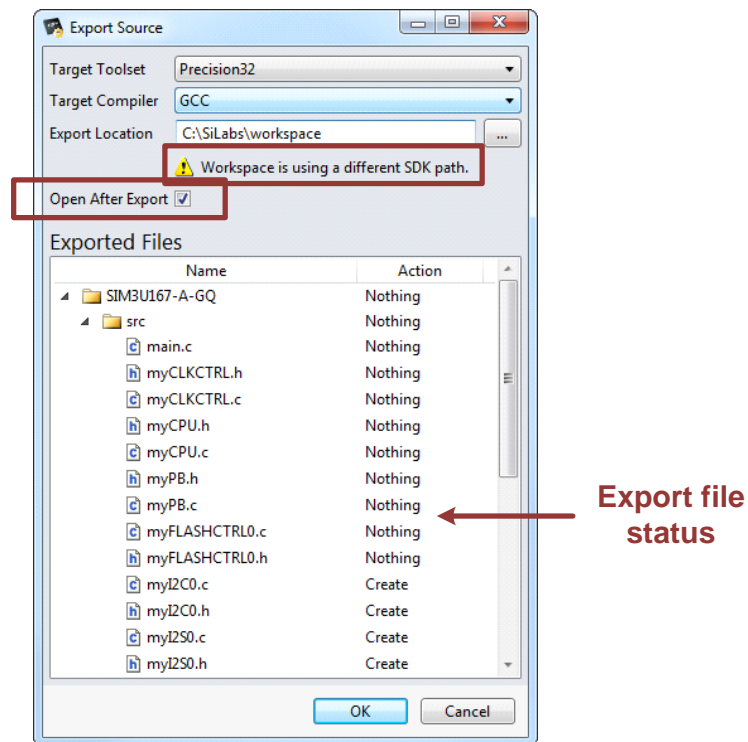 Export Source
Target Toolset Precision32
Target Compiler GCC
Export Location C:\SiLabs\workspace ...
Workspace is using a different SDK path.
Open After Export
Exported Files
Name Action
SIM3U167-A-GQ Nothing
src Nothing
main.c Nothing
myCLKCTRL.h Nothing
myCLKCTRL.c Nothing
myCPU.h Nothing
myCPU.c Nothing
myPB.h Nothing
myPB.c Nothing
myFLASHCTRL0.c Nothing
myFLASHCTRL0.h Nothing
myI2C0.c Create
myI2C0.h Create
myI2S0.c Create
myI2S0.h Create
OK Cancel
Export file
status